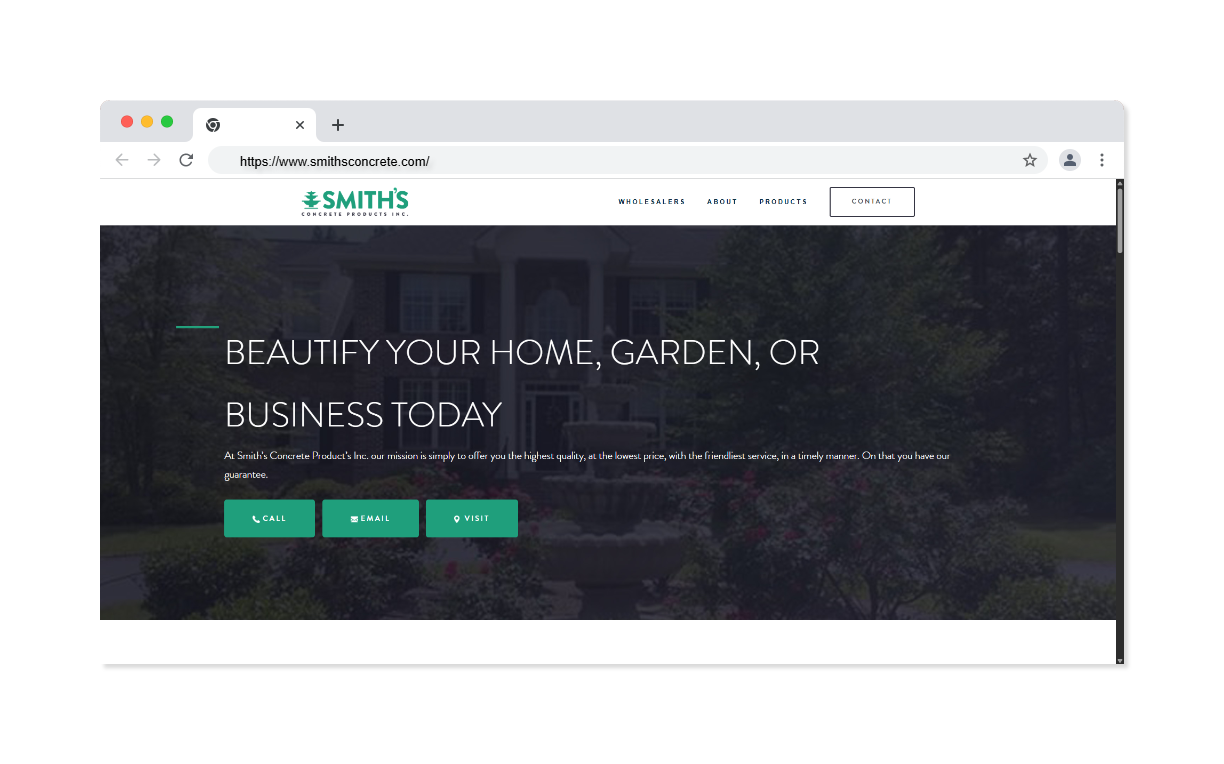 https://www.smithsconcrete.com/
SMITH'S
CONCRETE PRODUCTS INC.
WHOLESALERS ABOUT PRODUCTS CONTACT
BEAUTIFY YOUR HOME, GARDEN, OR
BUSINESS TODAY
At Smith's Concrete Product's Inc. our mission is simply to offer you the highest quality, at the lowest price, with the friendliest service, in a timely manner. On that you have our
guarantee.
CALL EMAIL VISIT